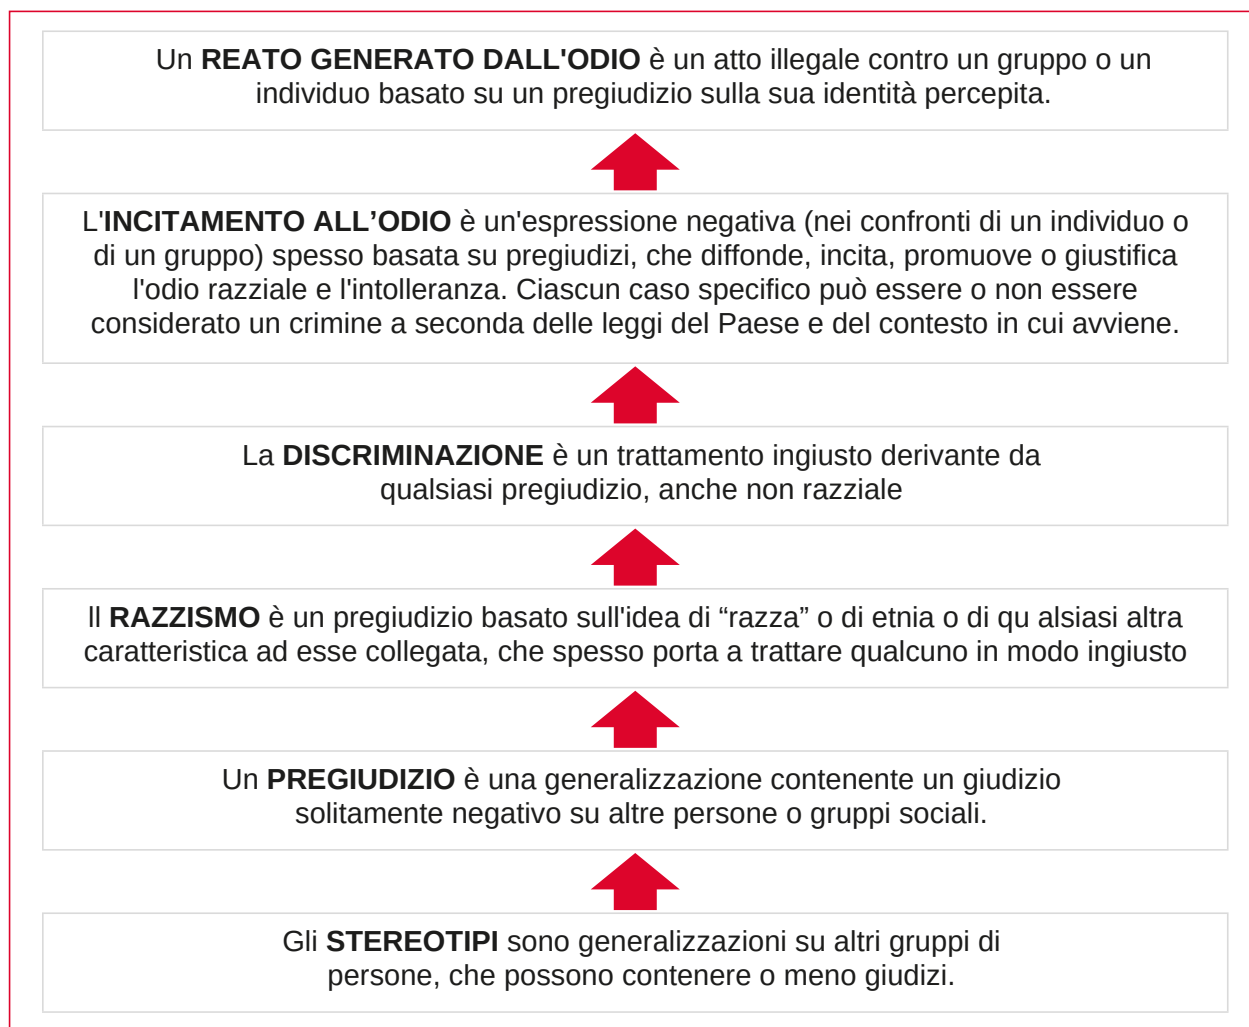 Un REATO GENERATO DALL'ODIO è un atto illegale contro un gruppo o un
individuo basato su un pregiudizio sulla sua identità percepita.
L'INCITAMENTO ALL’ODIO è un'espressione negativa (nei confronti di un individuo o
di un gruppo) spesso basata su pregiudizi, che diffonde, incita, promuove o giustifica
l'odio razziale e l'intolleranza. Ciascun caso specifico può essere o non essere
considerato un crimine a seconda delle leggi del Paese e del contesto in cui avviene.
La DISCRIMINAZIONE è un trattamento ingiusto derivante da
qualsiasi pregiudizio, anche non razziale
Il RAZZISMO è un pregiudizio basato sull'idea di “razza” o di etnia o di qu alsiasi altra
caratteristica ad esse collegata, che spesso porta a trattare qualcuno in modo ingiusto
Un PREGIUDIZIO è una generalizzazione contenente un giudizio
solitamente negativo su altre persone o gruppi sociali.
Gli STEREOTIPI sono generalizzazioni su altri gruppi di
persone, che possono contenere o meno giudizi.